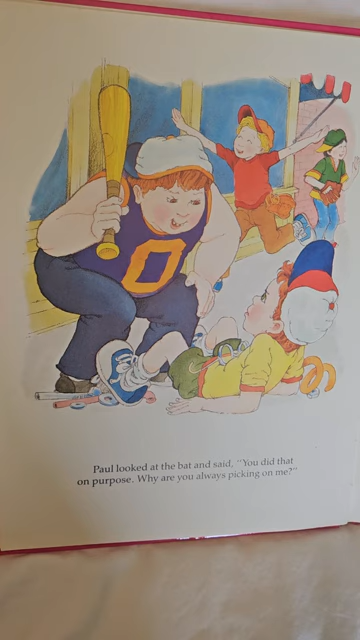 Paul looked at the bat and said, "You did that
on purpose. Why are you always picking on me?"